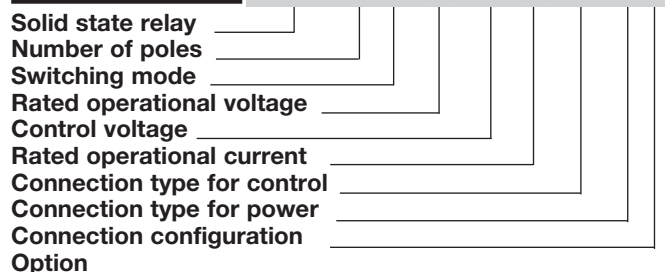 Solid state relay
Number of poles
Switching mode
Rated operational voltage
Control voltage
Rated operational current
Connection type for control
Connection type for power
Connection configuration
Option